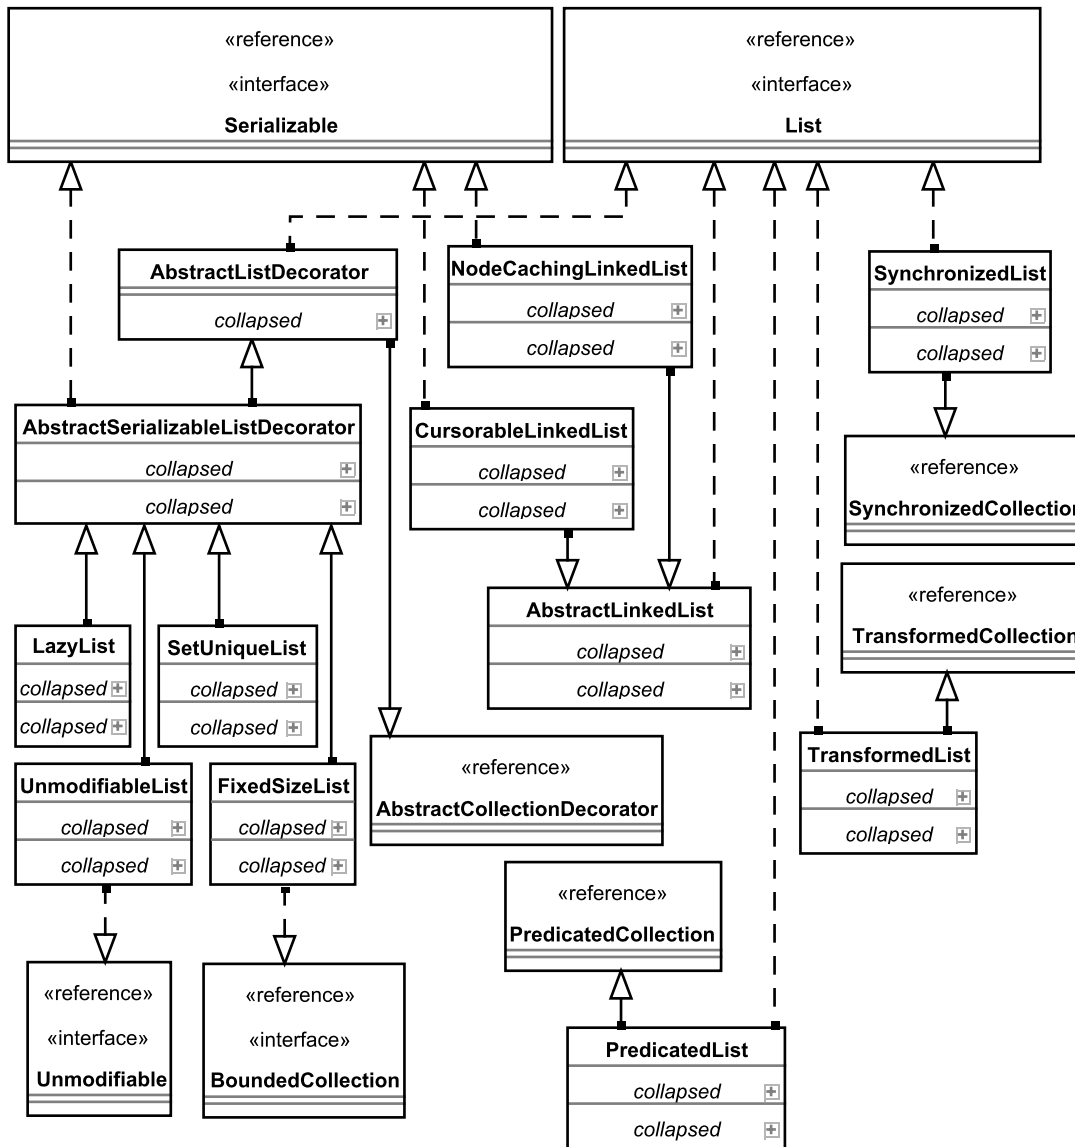 «reference»
«interface»
Serializable
«reference»
«interface»
List
AbstractListDecorator
collapsed
NodeCachingLinkedList
collapsed
collapsed
SynchronizedList
collapsed
collapsed
AbstractSerializableListDecorator
collapsed
collapsed
CursorableLinkedList
collapsed
collapsed
«reference»
SynchronizedCollection
AbstractLinkedList
collapsed
collapsed
«reference»
TransformedCollection
LazyList
collapsed
collapsed
SetUniqueList
collapsed
collapsed
UnmodifiableList
collapsed
collapsed
FixedSizeList
collapsed
collapsed
«reference»
AbstractCollectionDecorator
TransformedList
collapsed
collapsed
«reference»
PredicatedCollection
«reference»
«interface»
Unmodifiable
«reference»
«interface»
BoundedCollection
PredicatedList
collapsed
collapsed